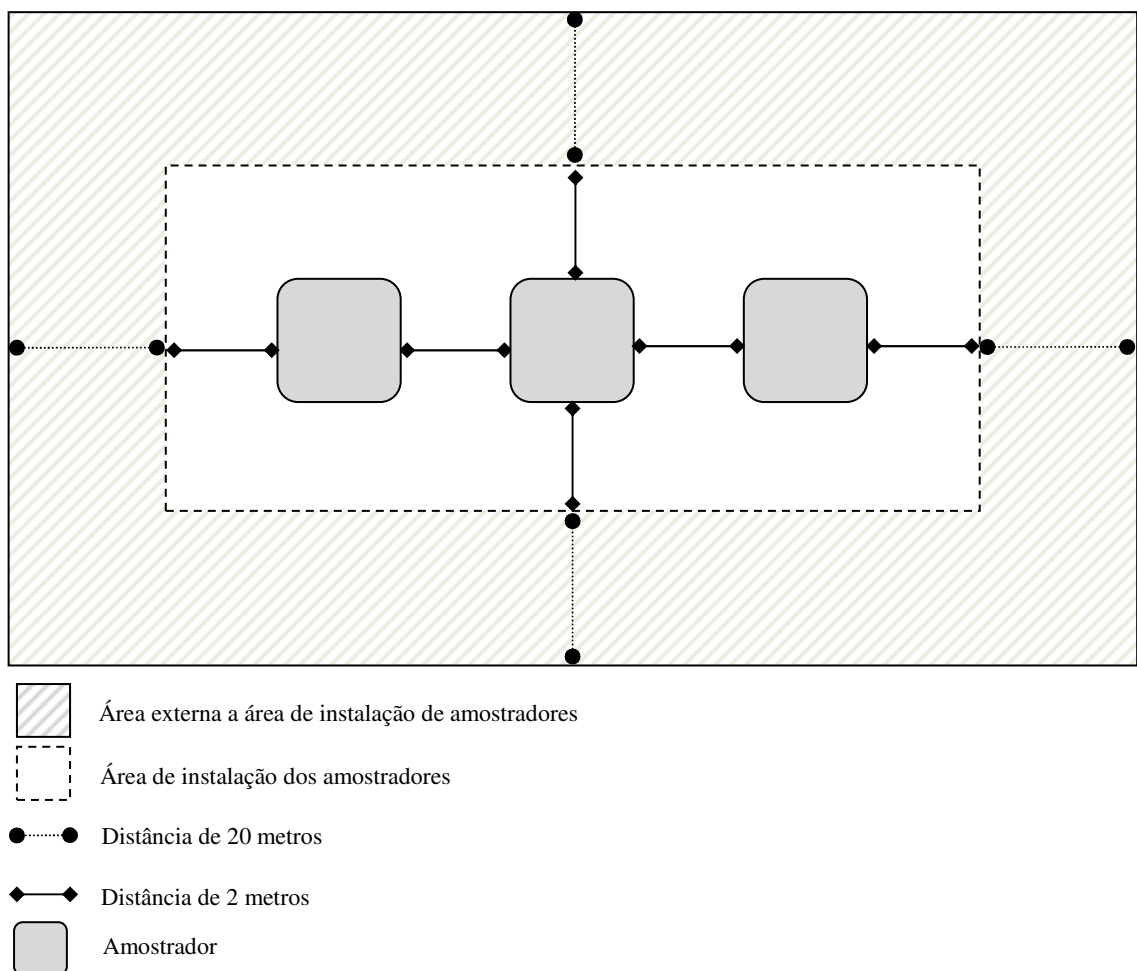 Área externa a área de instalação de amostradores
Área de instalação dos amostradores
Distância de 20 metros
Distância de 2 metros
Amostrador